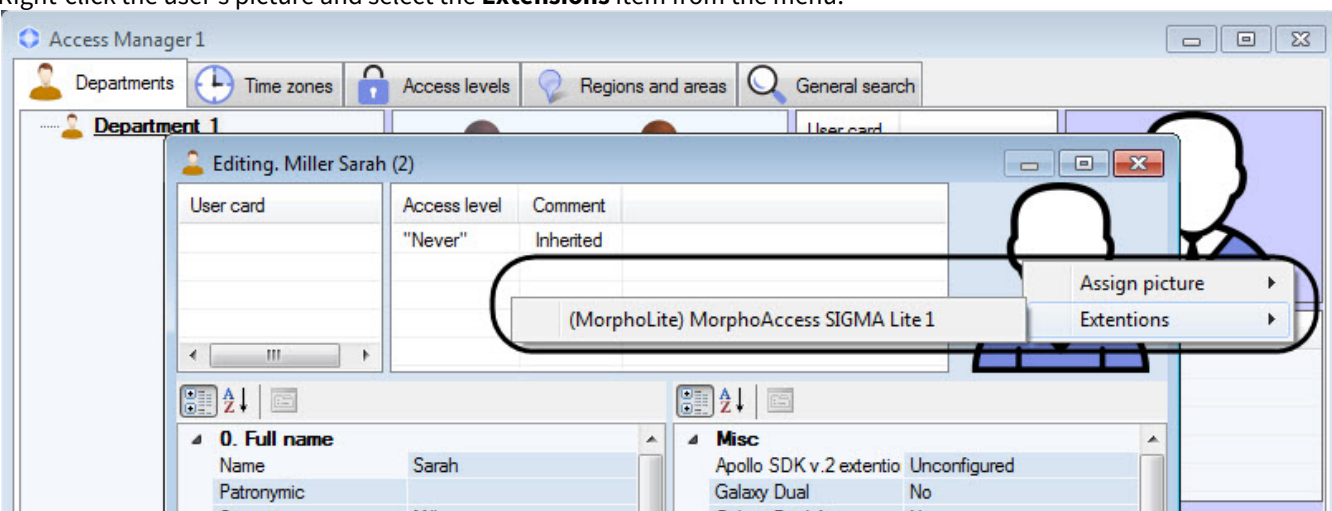 Right-click the user's picture and select the Extensions item from the menu.
Access Manager 1
Departments Time zones Access levels Regions and areas General search
Department 1 User card
Editing. Miller Sarah (2)
User card Access level Comment
"Never" Inherited
Assign picture
(MorphoLite) MorphoAccess SIGMA Lite 1 Extentions
0. Full name Misc
Name Sarah Apollo SDK v.2 extentio Unconfigured
Patronymic Galaxy Dual No